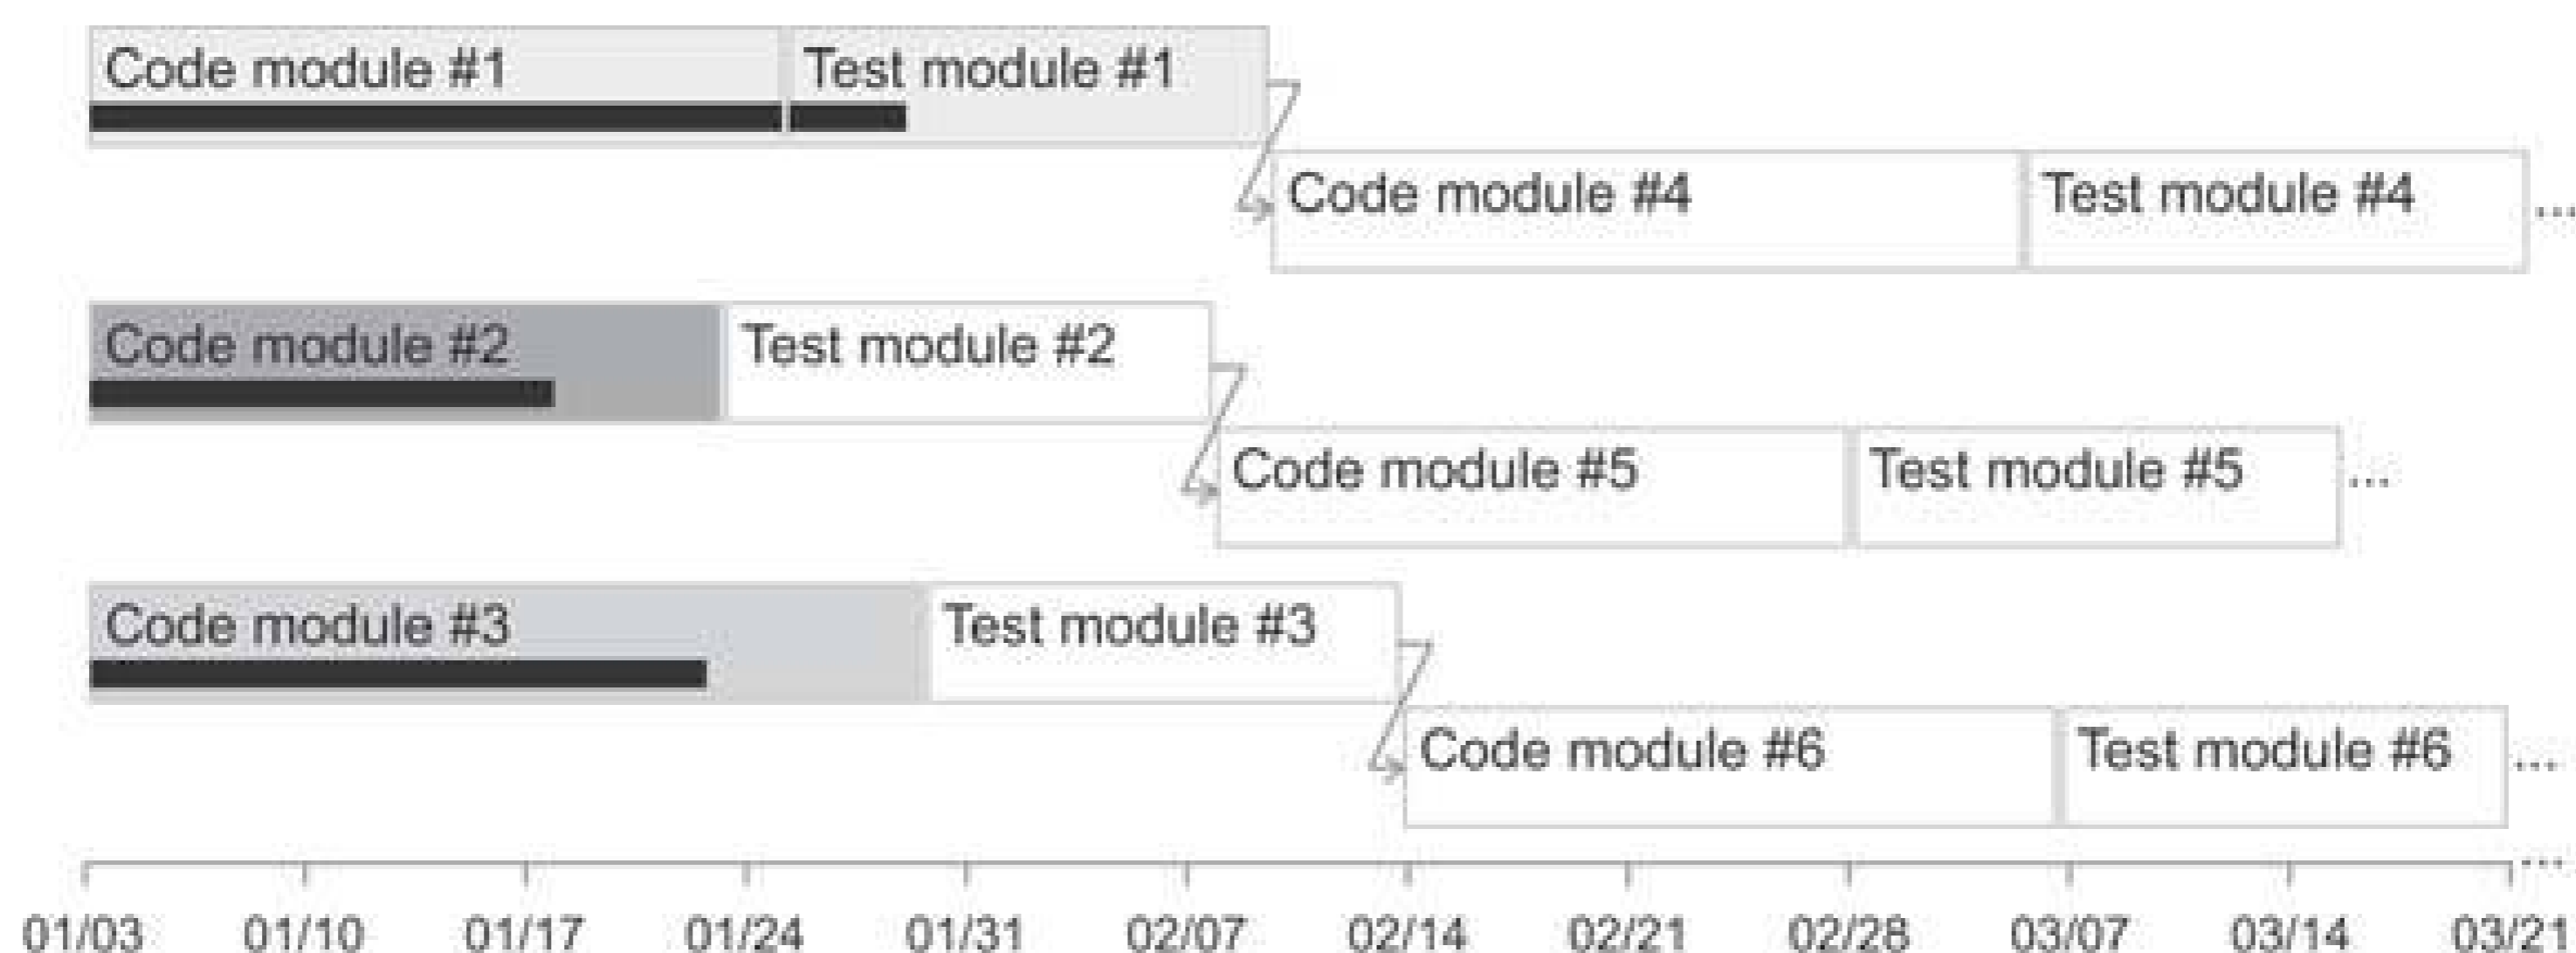 Code module #1 Test module #1
Code module #4 Test module #4 ...
Code module #2 Test module #2
Code module #5 Test module #5 ...
Code module #3 Test module #3
Code module #6 Test module #6 ...
...
01/03 01/10 01/17 01/24 01/31 02/07 02/14 02/21 02/28 03/07 03/14 03/21